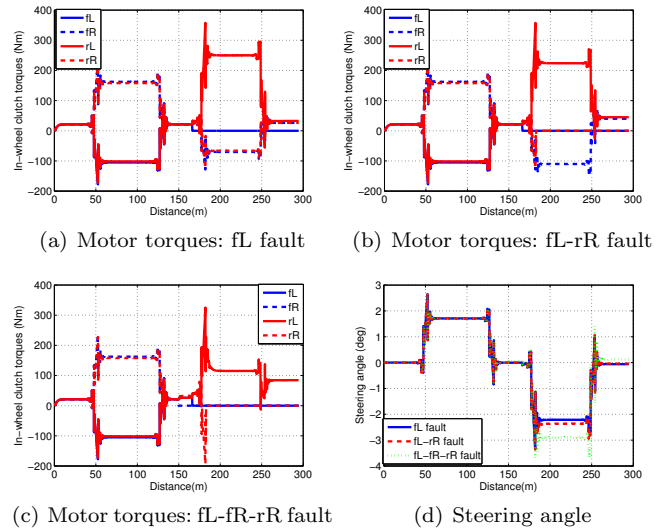 400
300
200
100
0
−100
−200
In−wheel clutch torques (Nm)
0 50 100 150 200 250 300
Distance(m)
fL
fR
rL
rR
(a) Motor torques: fL fault
400
300
200
100
0
−100
−200
In−wheel clutch torques (Nm)
0 50 100 150 200 250 300
Distance(m)
fL
fR
rL
rR
(b) Motor torques: fL-rR fault
400
300
200
100
0
−100
−200
In−wheel clutch torques (Nm)
0 50 100 150 200 250 300
Distance(m)
fL
fR
rL
rR
(c) Motor torques: fL-fR-rR fault
3
2
1
0
−1
−2
−3
−4
Steering angle (deg)
0 50 100 150 200 250 300
Distance(m)
fL fault
fL−rR fault
fL−fR−rR fault
(d) Steering angle